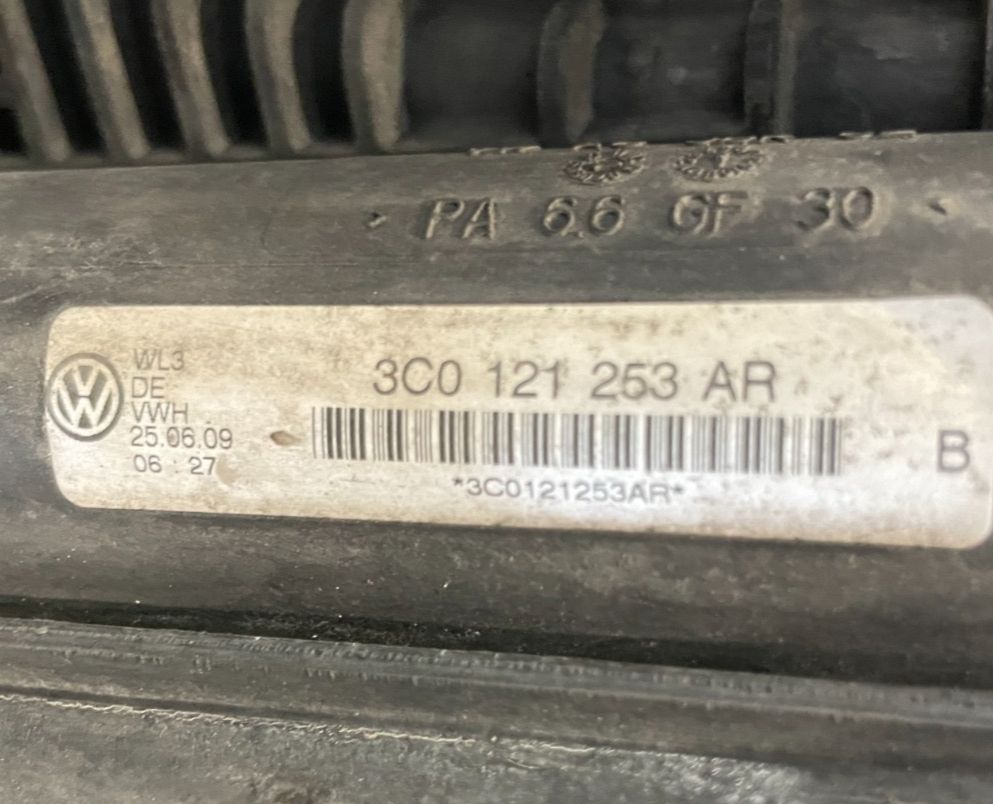 PA 6.6 GF 30
WL3
DE
VWH
25.06.09
06 : 27
3C0 121 253 AR
*3C0121253AR*
B